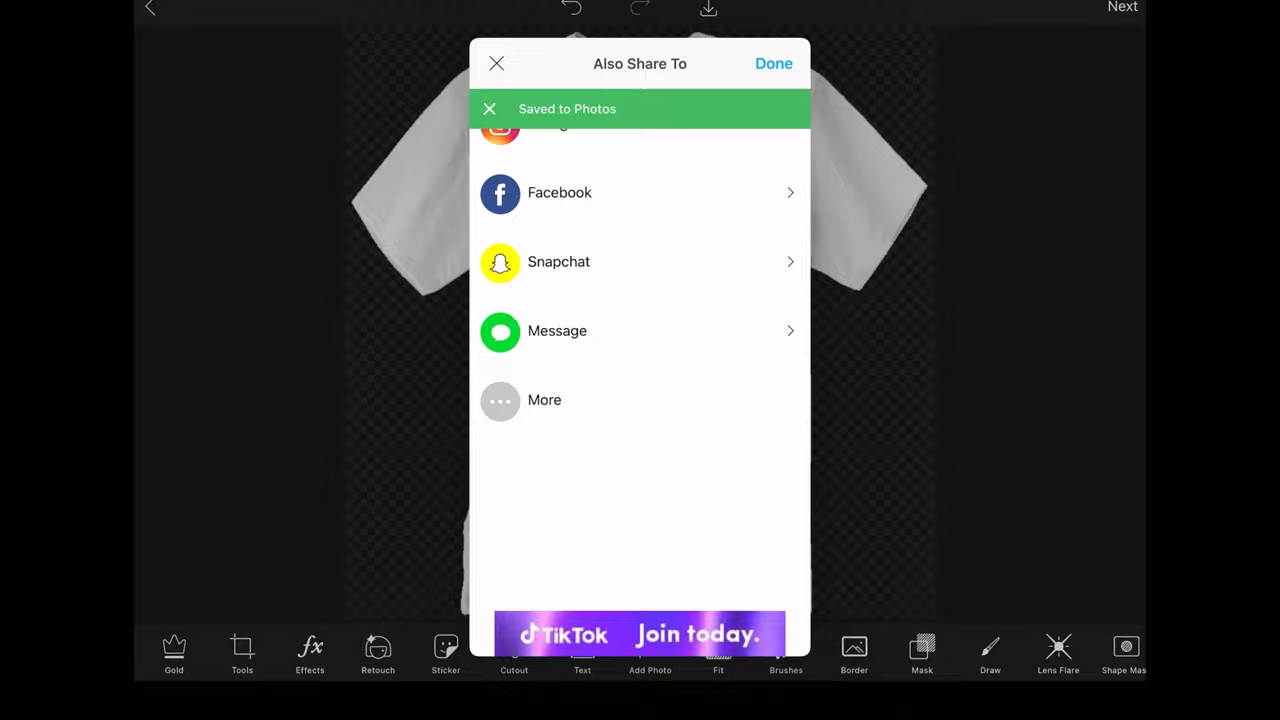 Next
Also Share To
Done
Saved to Photos
Facebook
Snapchat
Message
More
TikTok Join today.
Gold
Tools
fx
Effects
Retouch
Sticker
Cutout
Text
Add Photo
Fit
Brushes
Border
Mask
Draw
Lens Flare
Shape Mas